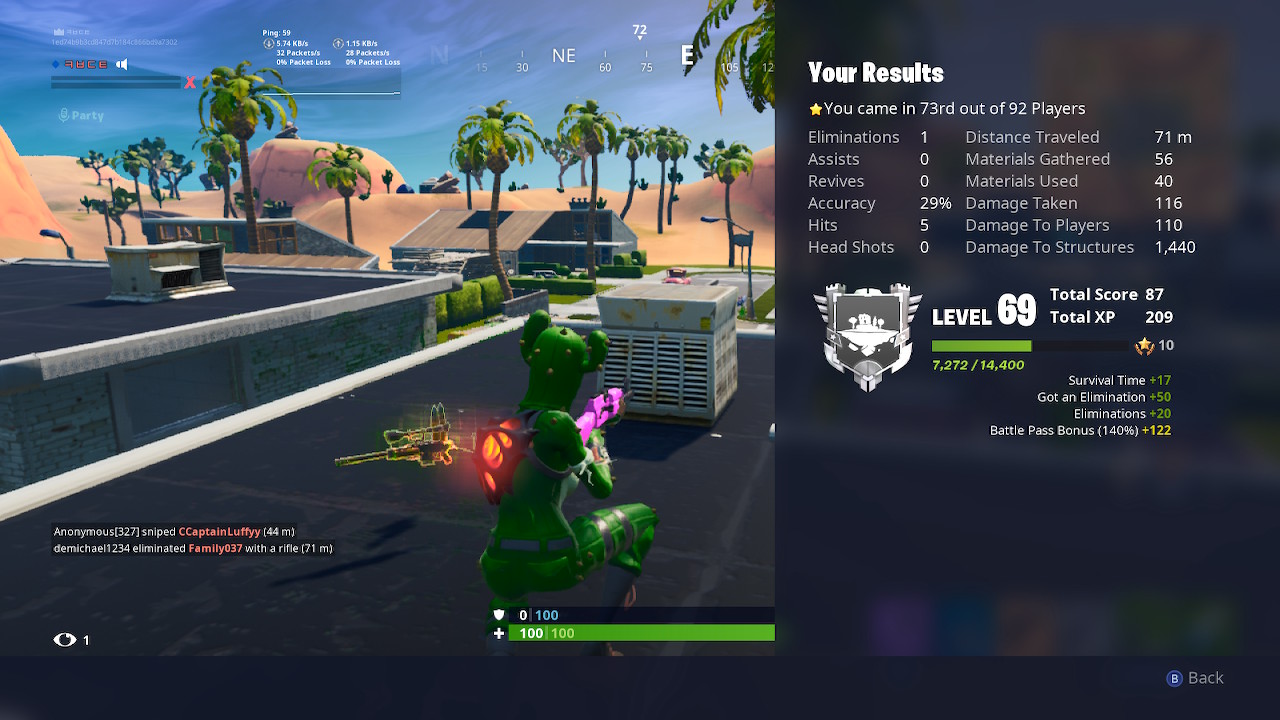 Ping: 59
5.74 KB/s 1.15 KB/s
32 Packets/s 28 Packets/s
0% Packet Loss 0% Packet Loss
Party
72
N 15 30 NE 60 75 E 105 12
Your Results
You came in 73rd out of 92 Players
Eliminations 1 Distance Traveled 71 m
Assists 0 Materials Gathered 56
Revives 0 Materials Used 40
Accuracy 29% Damage Taken 116
Hits 5 Damage To Players 110
Head Shots 0 Damage To Structures 1,440
LEVEL 69
Total Score 87
Total XP 209
10
7,272 / 14,400
Survival Time +17
Got an Elimination +50
Eliminations +20
Battle Pass Bonus (140%) +122
Anonymous[327] sniped CCaptainLuffyy (44 m)
demichael1234 eliminated Family037 with a rifle (71 m)
0 | 100
100 | 100
1
B Back